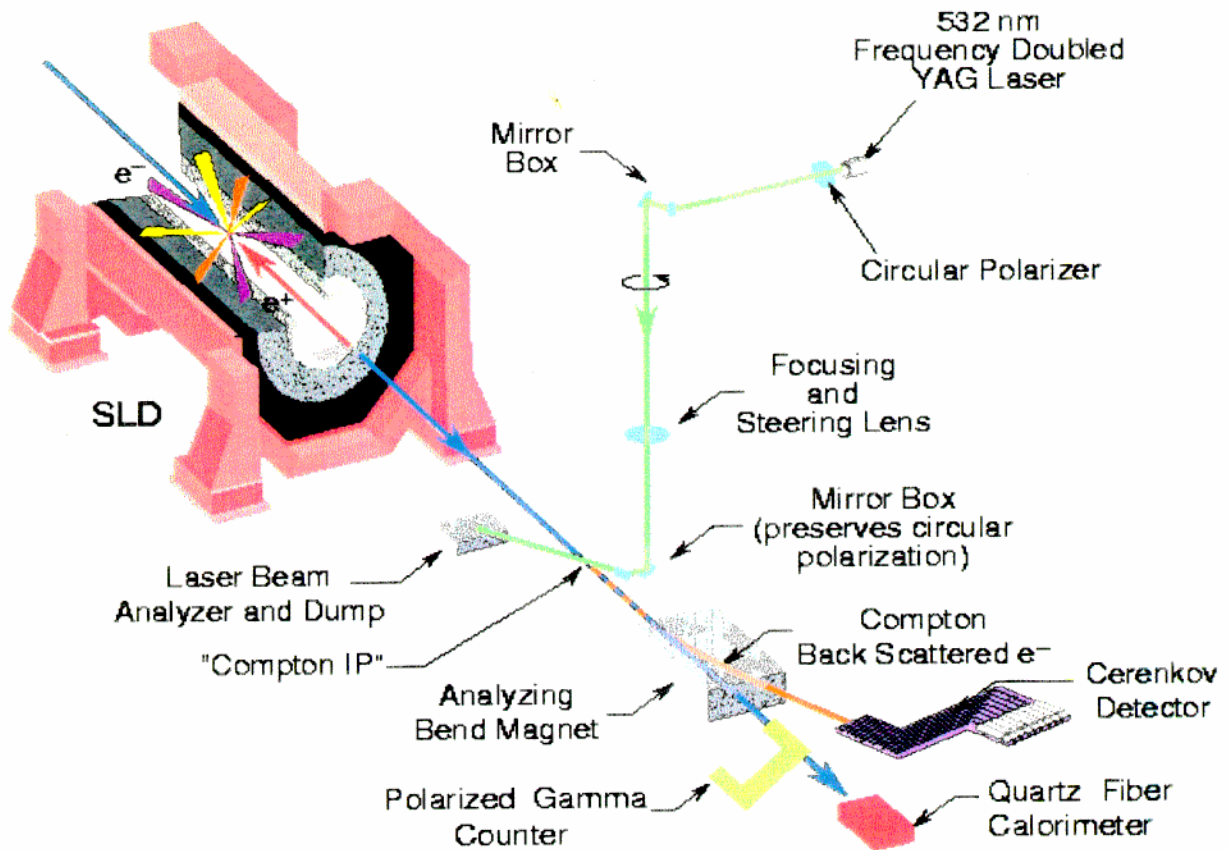 532 nm
Frequency Doubled
YAG Laser
Mirror
Box
e–
Circular Polarizer
e+
SLD
Focusing
and
Steering Lens
Mirror Box
(preserves circular
polarization)
Laser Beam
Analyzer and Dump
"Compton IP"
Compton
Back Scattered e–
Analyzing
Bend Magnet
Cerenkov
Detector
Polarized Gamma
Counter
Quartz Fiber
Calorimeter